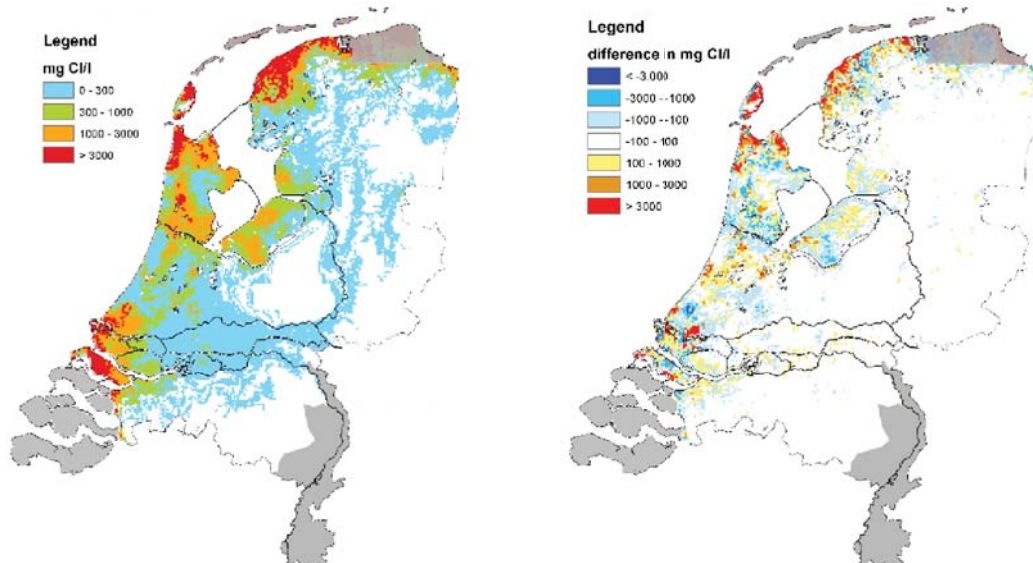 Legend
mg Cl/l
0 - 300
300 - 1000
1000 - 3000
> 3000
Legend
difference in mg Cl/l
< -3.000
-3000 - -1000
-1000 - -100
-100 - 100
100 - 1000
1000 - 3000
> 3000